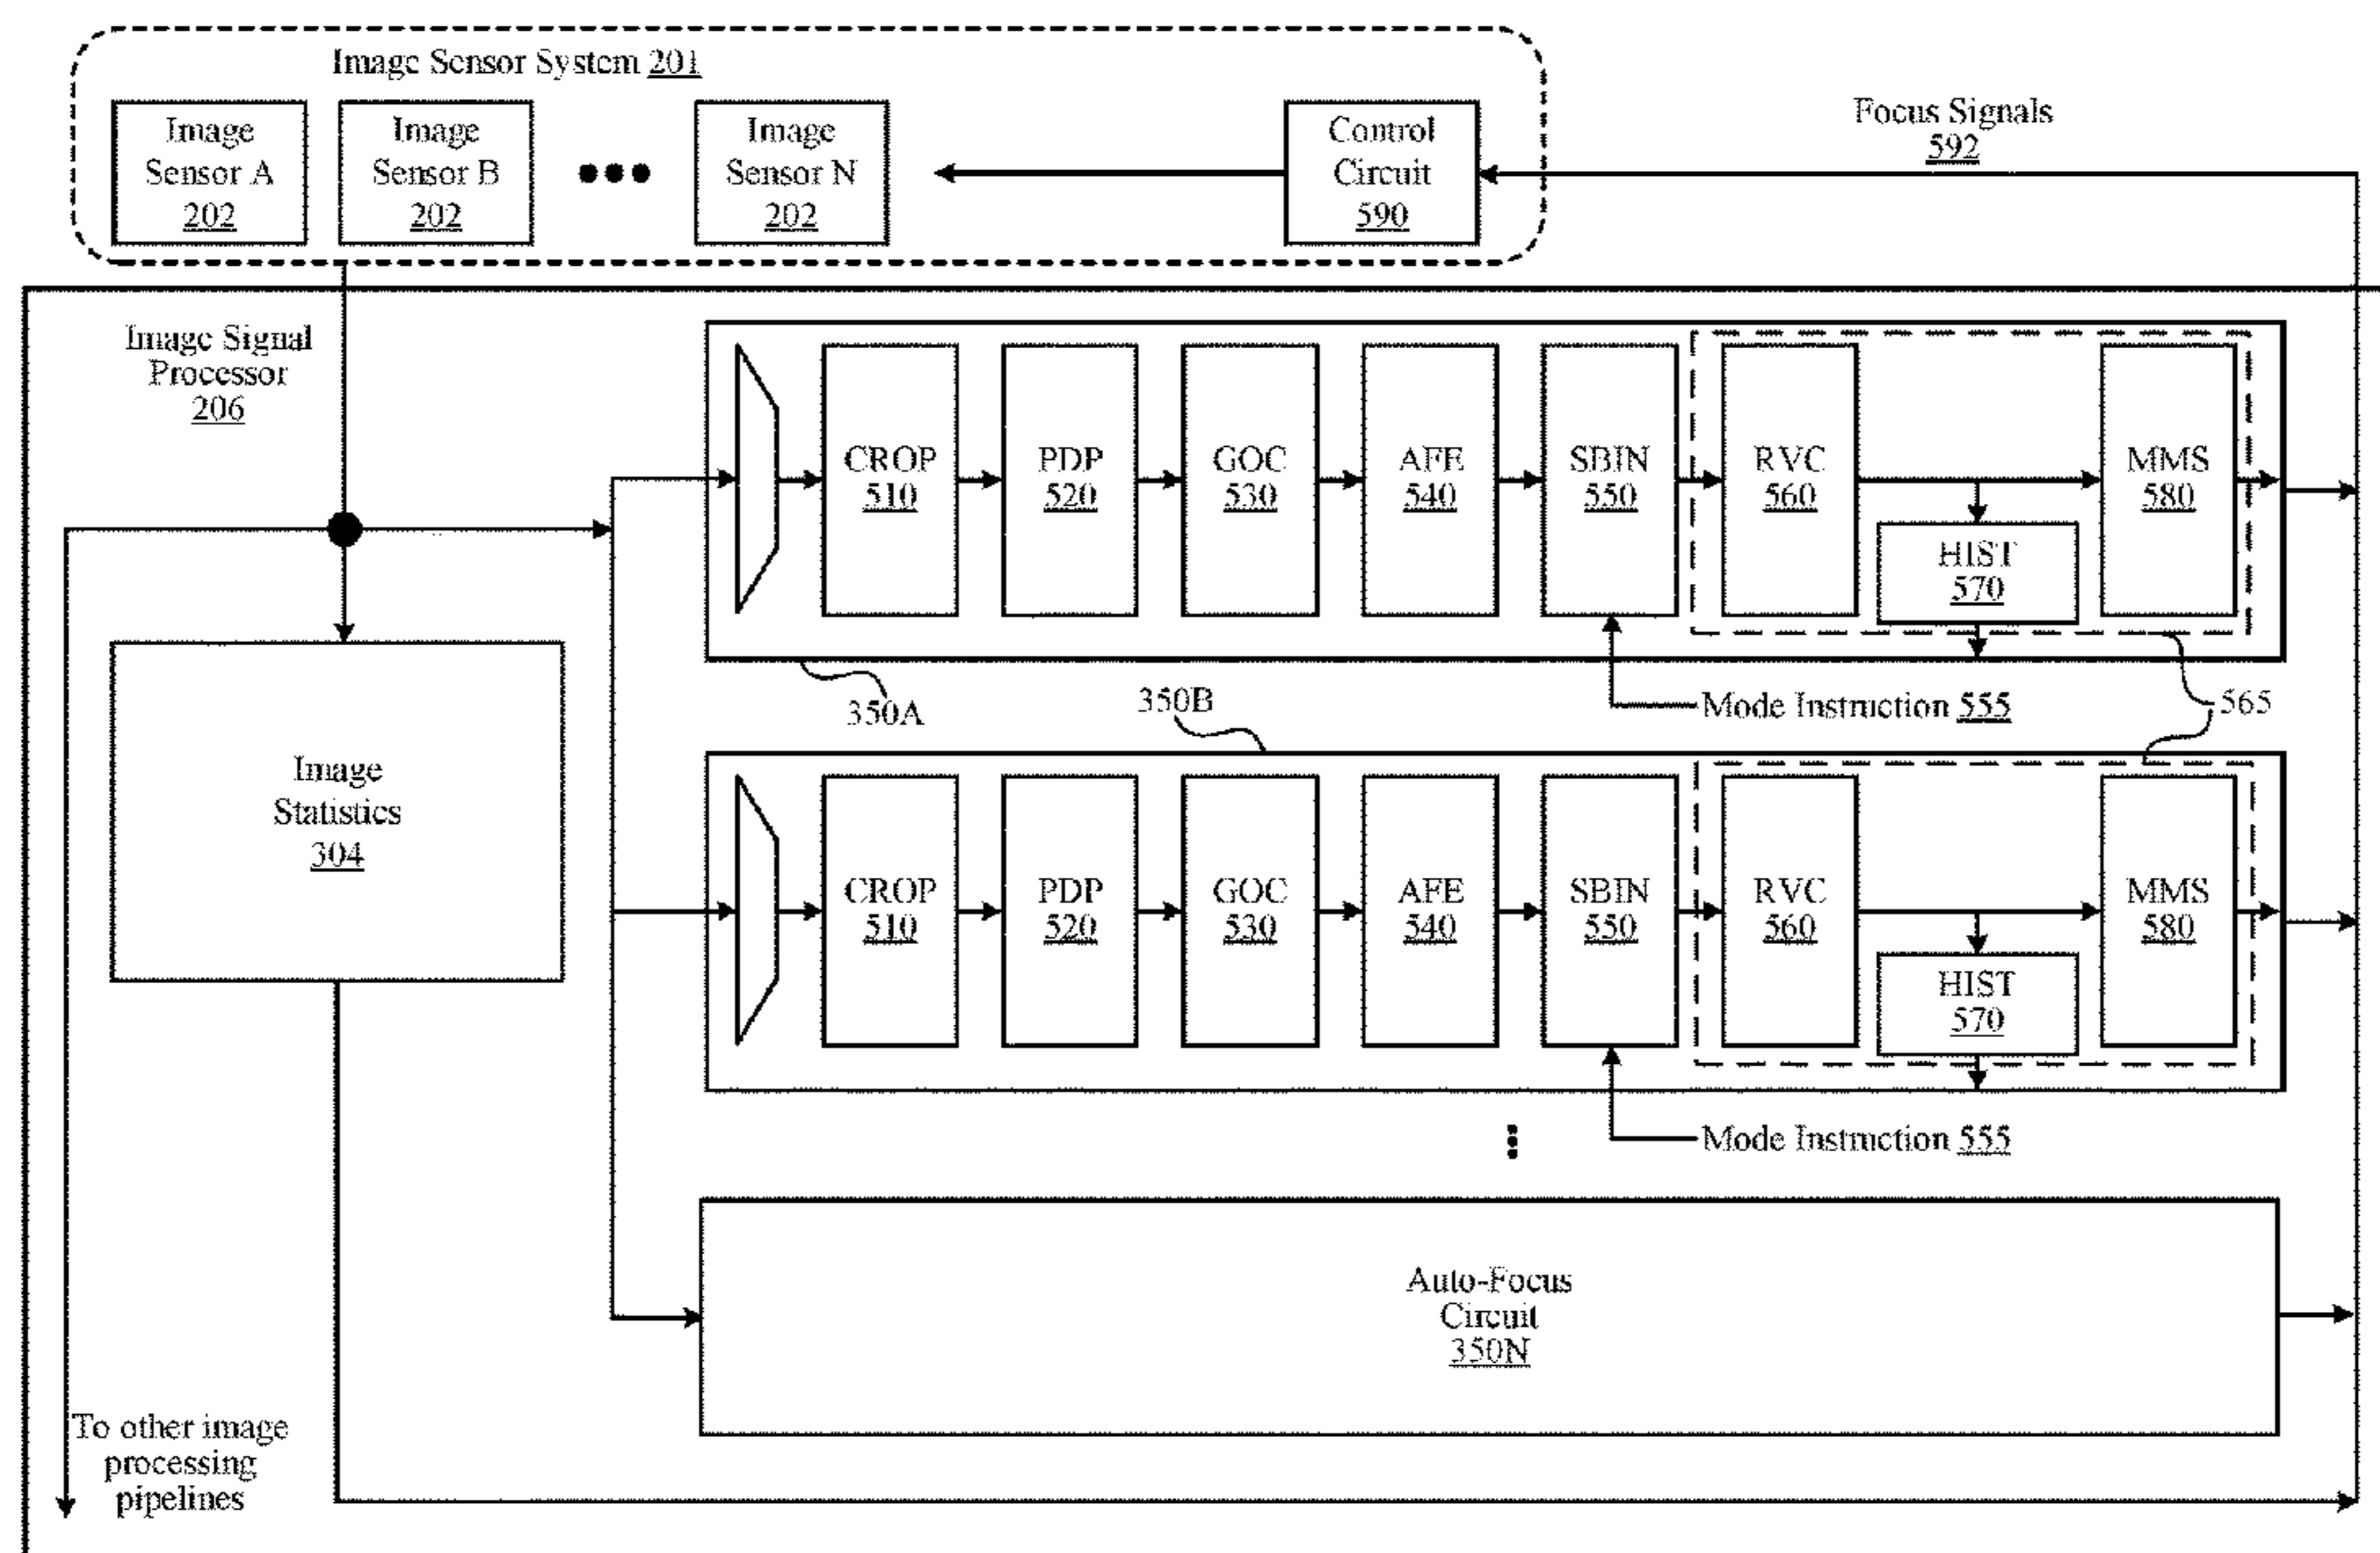 Image Sensor System 201
Image
Sensor A
202
Image
Sensor B
202
Image
Sensor N
202
Control
Circuit
590
Focus Signals
592
Image Signal
Processor
206
CROP
510
PDP
520
GOC
530
AFE
540
SBIN
550
RVC
560
HIST
570
MMS
580
350A
Mode Instruction 555
565
350B
Image
Statistics
304
CROP
510
PDP
520
GOC
530
AFE
540
SBIN
550
RVC
560
HIST
570
MMS
580
Mode Instruction 555
Auto-Focus
Circuit
350N
To other image
processing
pipelines